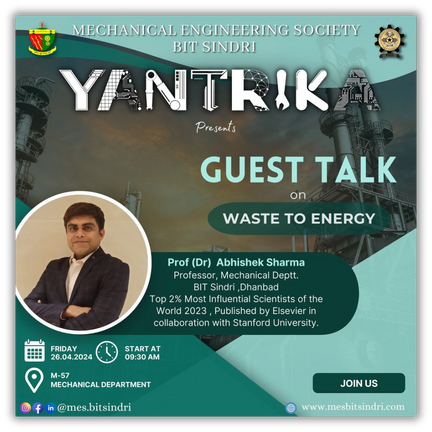 MECHANICAL ENGINEERING SOCIETY
BIT SINDRI
YANTRIKA
Presents
GUEST TALK
on
WASTE TO ENERGY
Prof (Dr) Abhishek Sharma
Professor, Mechanical Deptt.
BIT Sindri ,Dhanbad
Top 2% Most Influential Scientists of the
World 2023 , Published by Elsevier in
collaboration with Stanford University.
FRIDAY
26.04.2024
START AT
09:30 AM
M-57
MECHANICAL DEPARTMENT
JOIN US
@mes.bitsindri
www.mesbitsindri.com